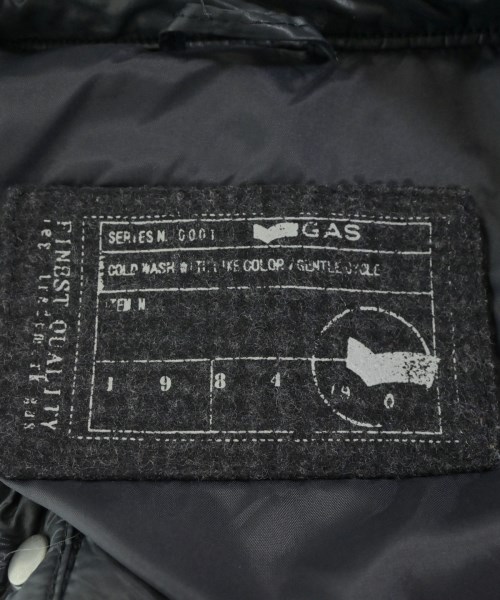 SERIES N. 0001 GAS
COLD WASH WITH LIKE COLOR / GENTLE CYCLE
ITEM N.
1 9 8 4
FINEST QUALITY